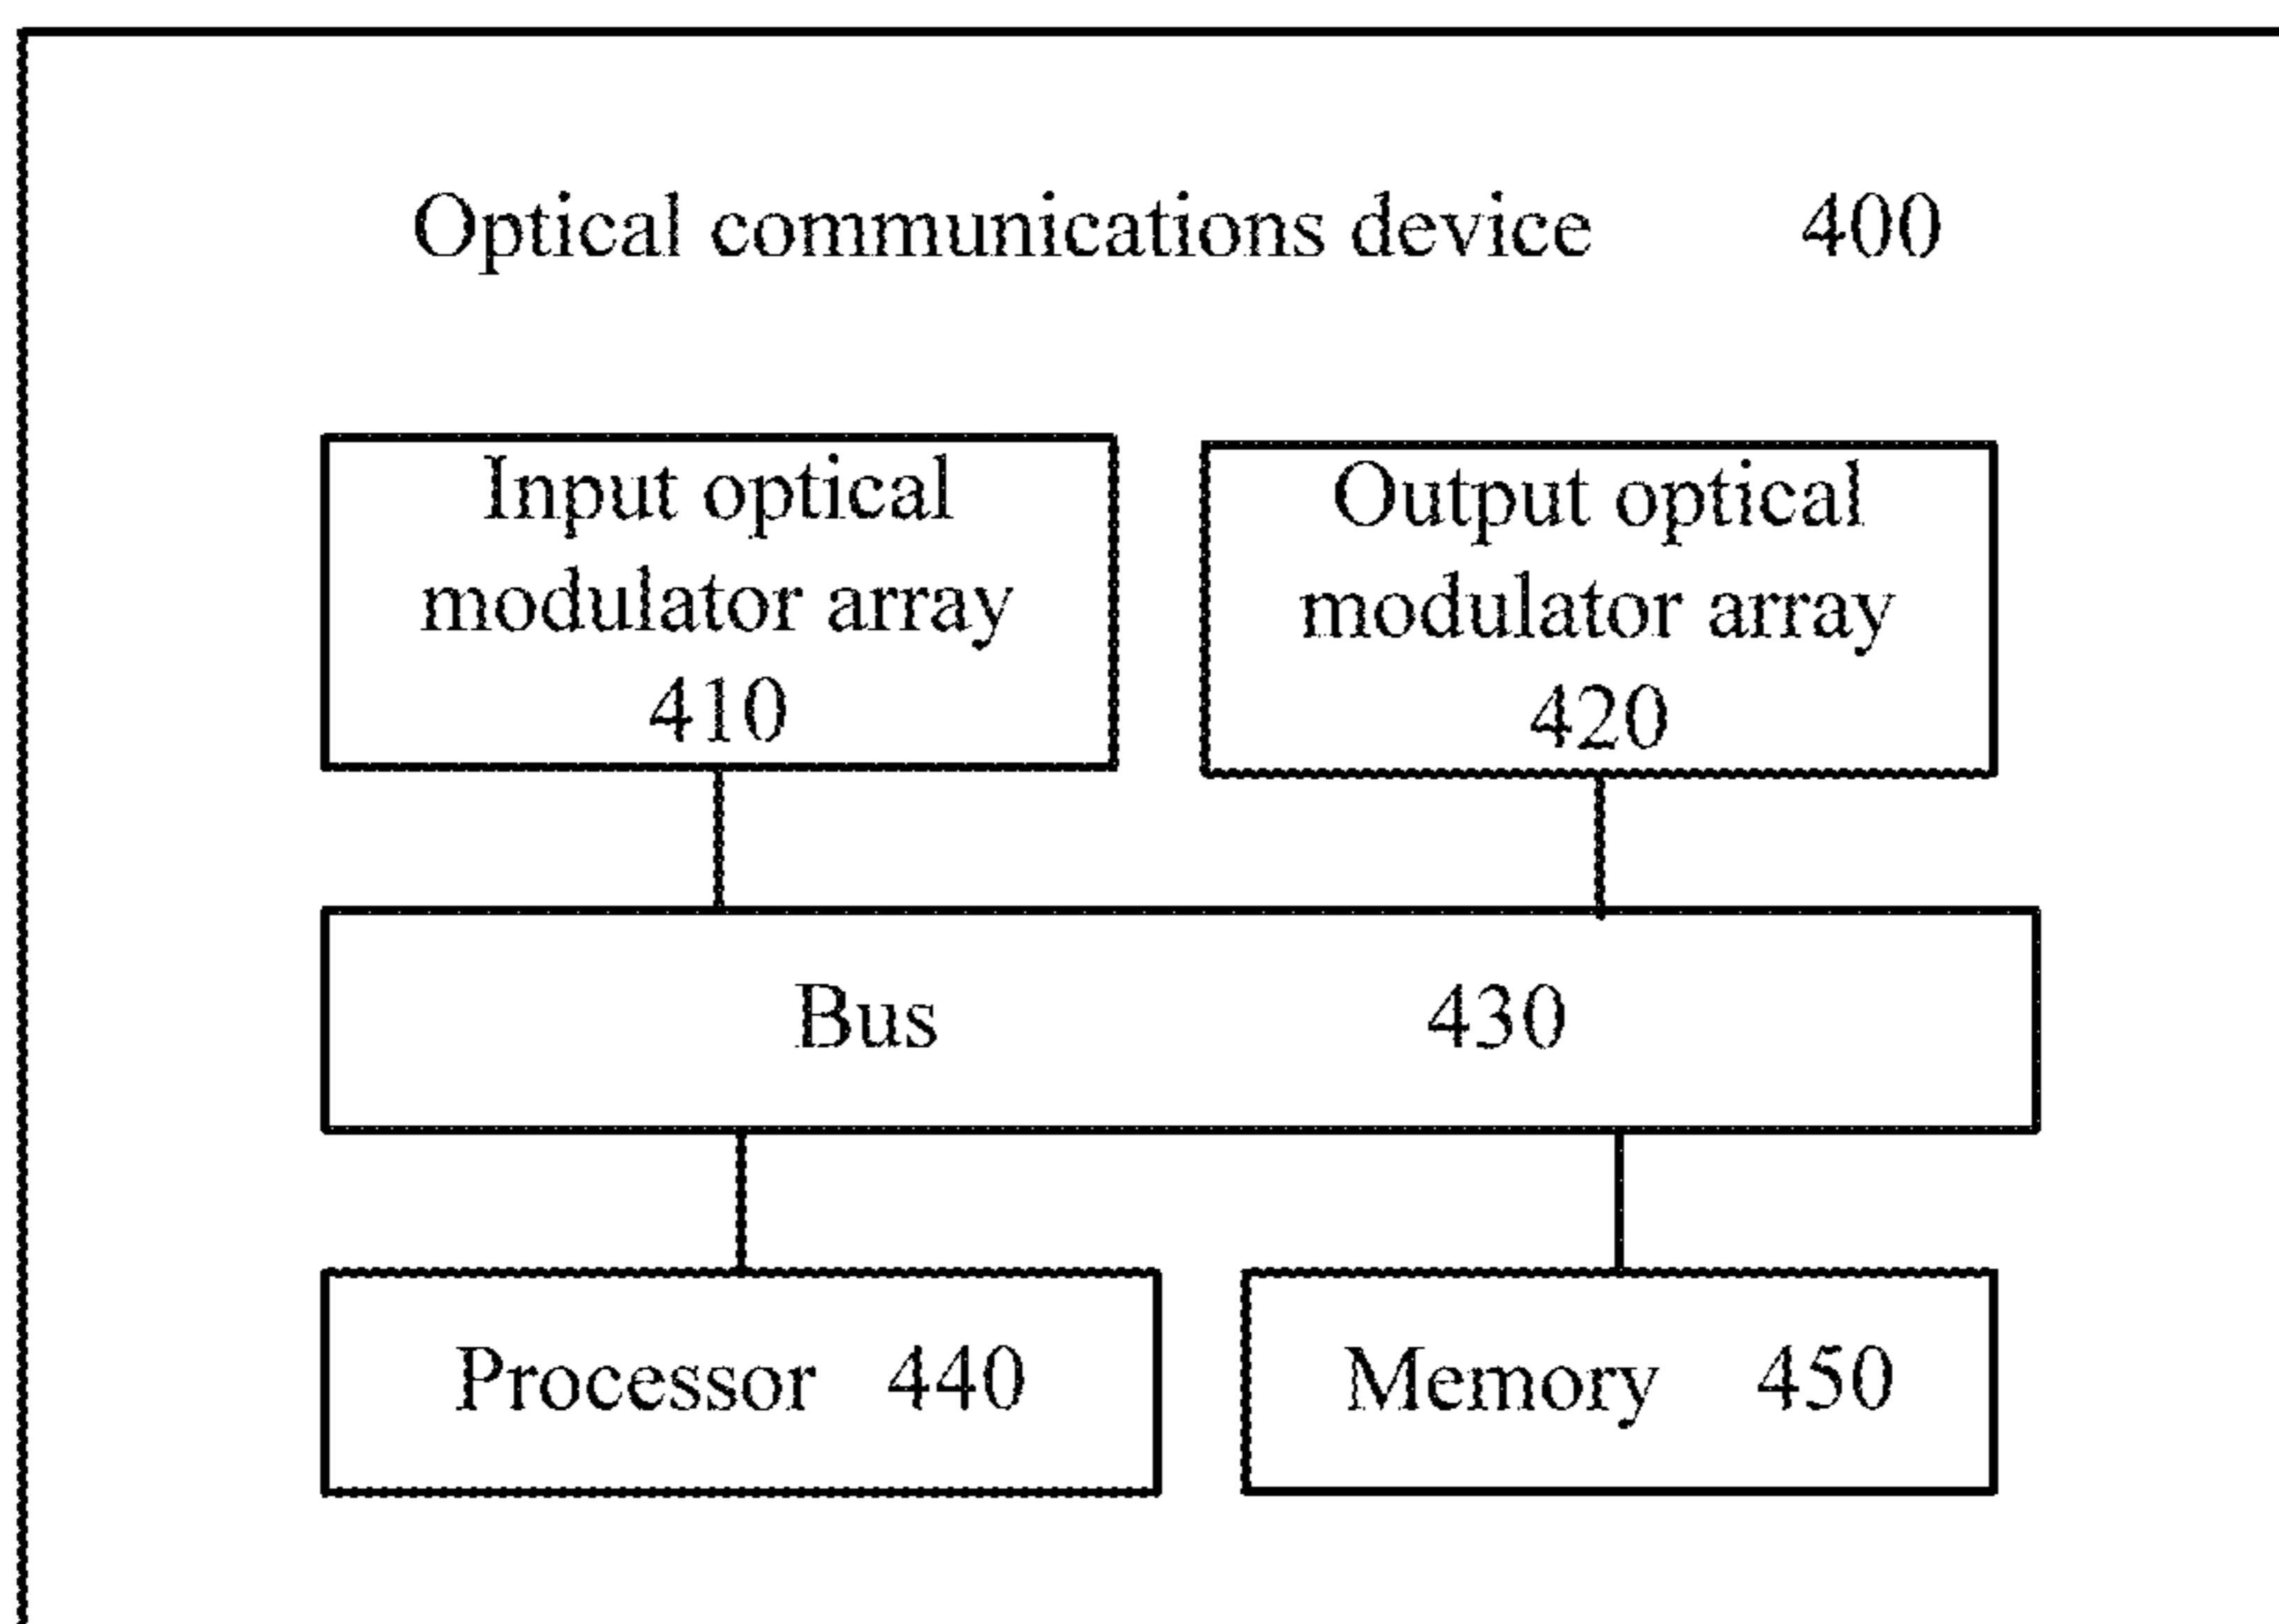 Optical communications device 400
Input optical
modulator array
410
Output optical
modulator array
420
Bus 430
Processor 440
Memory 450